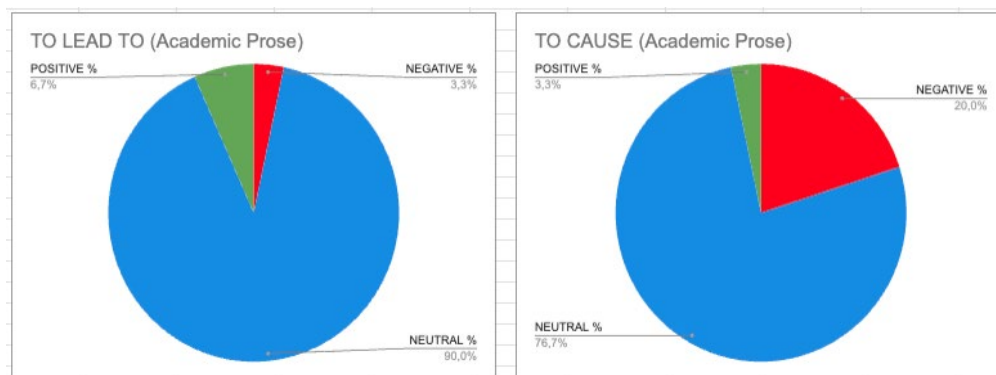 TO LEAD TO (Academic Prose)
POSITIVE %
6,7%
NEGATIVE %
3,3%
NEUTRAL %
90,0%
TO CAUSE (Academic Prose)
POSITIVE %
3,3%
NEGATIVE %
20,0%
NEUTRAL %
76,7%